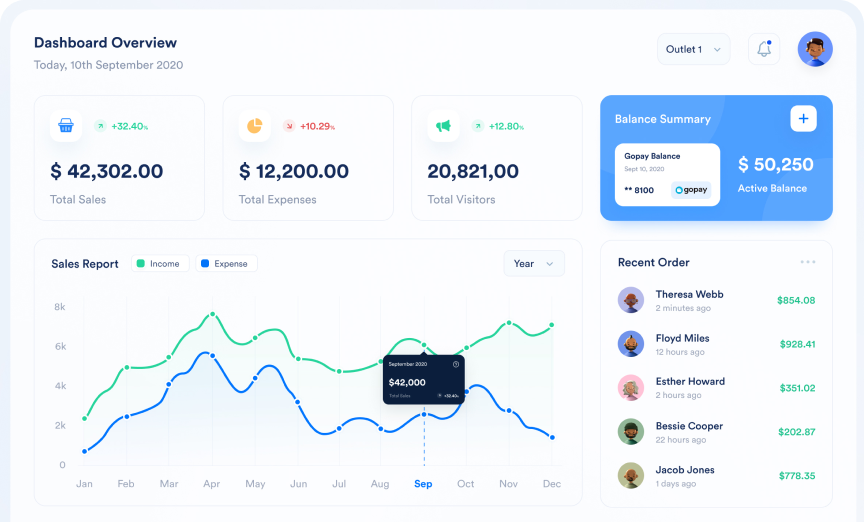 Dashboard Overview
Today, 10th September 2020
Outlet 1
+32.40%
$ 42,302.00
Total Sales
+10.29%
$ 12,200.00
Total Expenses
+12.80%
20,821,00
Total Visitors
Balance Summary
+
Gopay Balance
Sept 10, 2020
** 8100
gopay
$ 50,250
Active Balance
Sales Report
Income
Expense
Year
8k
6k
4k
2k
0
September 2020
$42,000
Total Sales
+32.40%
Jan Feb Mar Apr May Jun Jul Aug Sep Oct Nov Dec
Recent Order
Theresa Webb
2 minutes ago
$854.08
Floyd Miles
12 hours ago
$928.41
Esther Howard
2 hours ago
$351.02
Bessie Cooper
22 hours ago
$202.87
Jacob Jones
1 days ago
$778.35